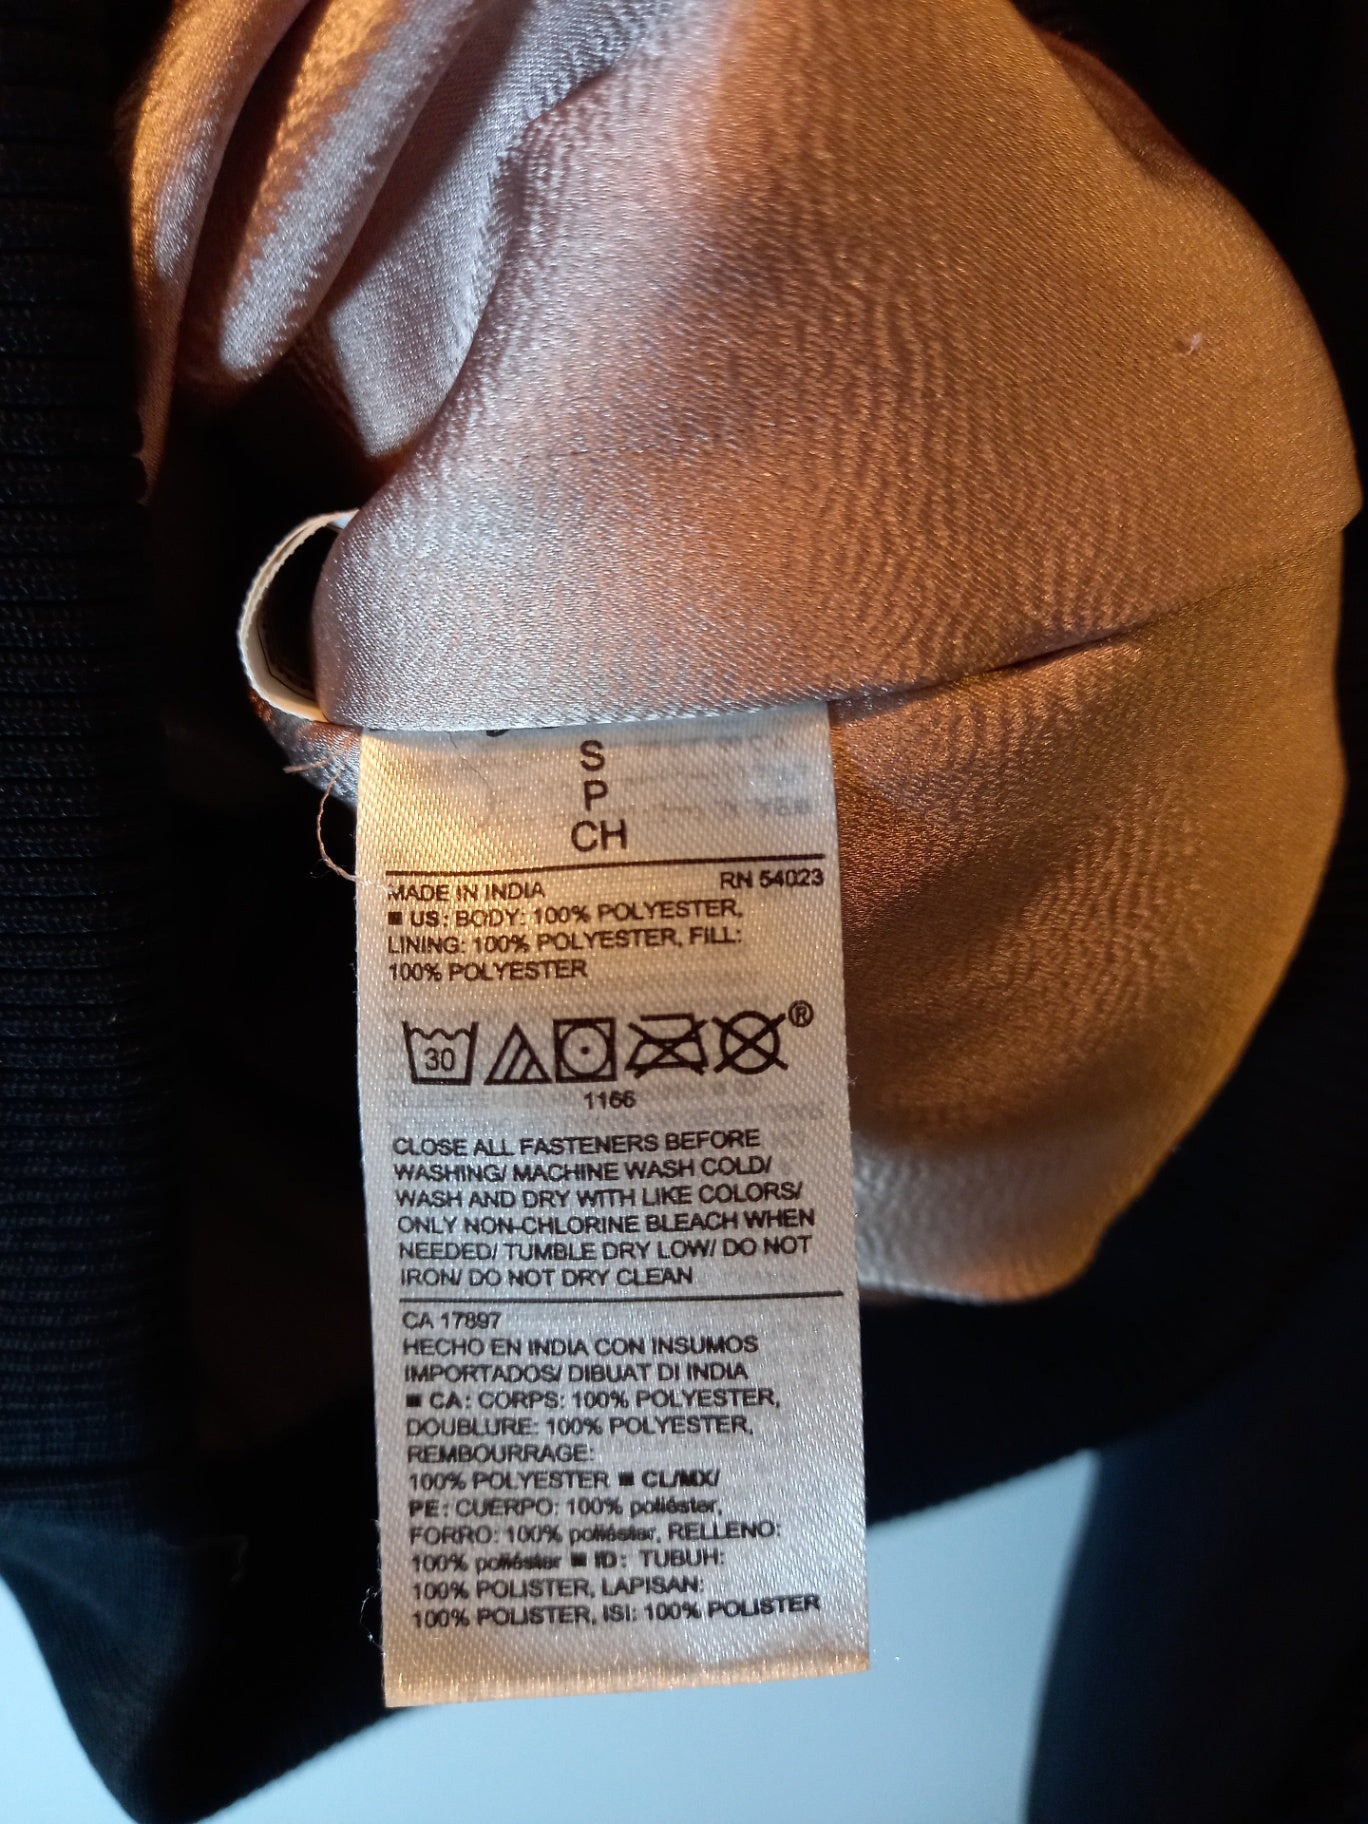 S
P
CH
MADE IN INDIA RN 54023
■ US: BODY: 100% POLYESTER,
LINING: 100% POLYESTER, FILL:
100% POLYESTER
30 ®
1166
CLOSE ALL FASTENERS BEFORE
WASHING/ MACHINE WASH COLD/
WASH AND DRY WITH LIKE COLORS/
ONLY NON-CHLORINE BLEACH WHEN
NEEDED/ TUMBLE DRY LOW/ DO NOT
IRON/ DO NOT DRY CLEAN
CA 17897
HECHO EN INDIA CON INSUMOS
IMPORTADOS/ DIBUAT DI INDIA
■ CA: CORPS: 100% POLYESTER,
DOUBLURE: 100% POLYESTER,
REMBOURRAGE:
100% POLYESTER ■ CL/MX/
PE: CUERPO: 100% poliéster,
FORRO: 100% poliéster, RELLENO:
100% poliéster ■ ID: TUBUH:
100% POLISTER, LAPISAN:
100% POLISTER, ISI: 100% POLISTER